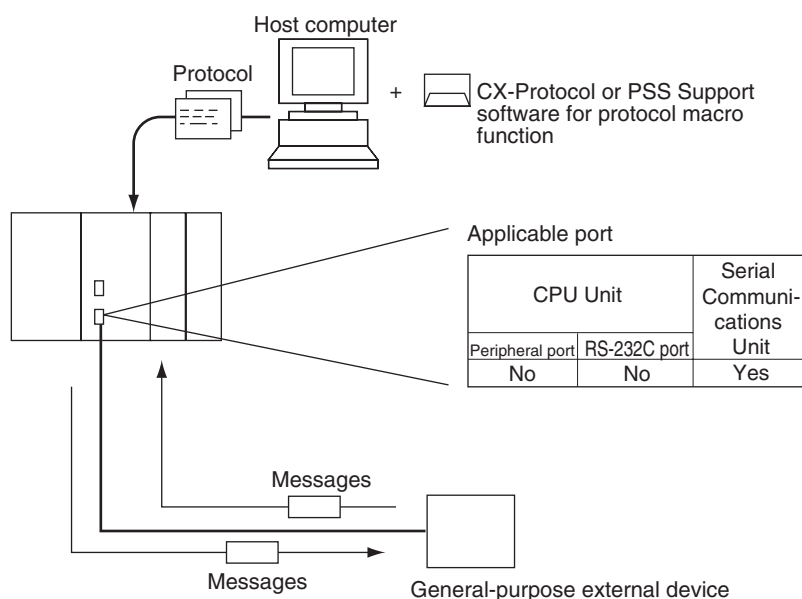 Host computer
Protocol
+
CX-Protocol or PSS Support
software for protocol macro
function
Applicable port
CPU Unit
Serial
Communi-
cations
Unit
Peripheral port
RS-232C port
No
No
Yes
Messages
Messages
General-purpose external device